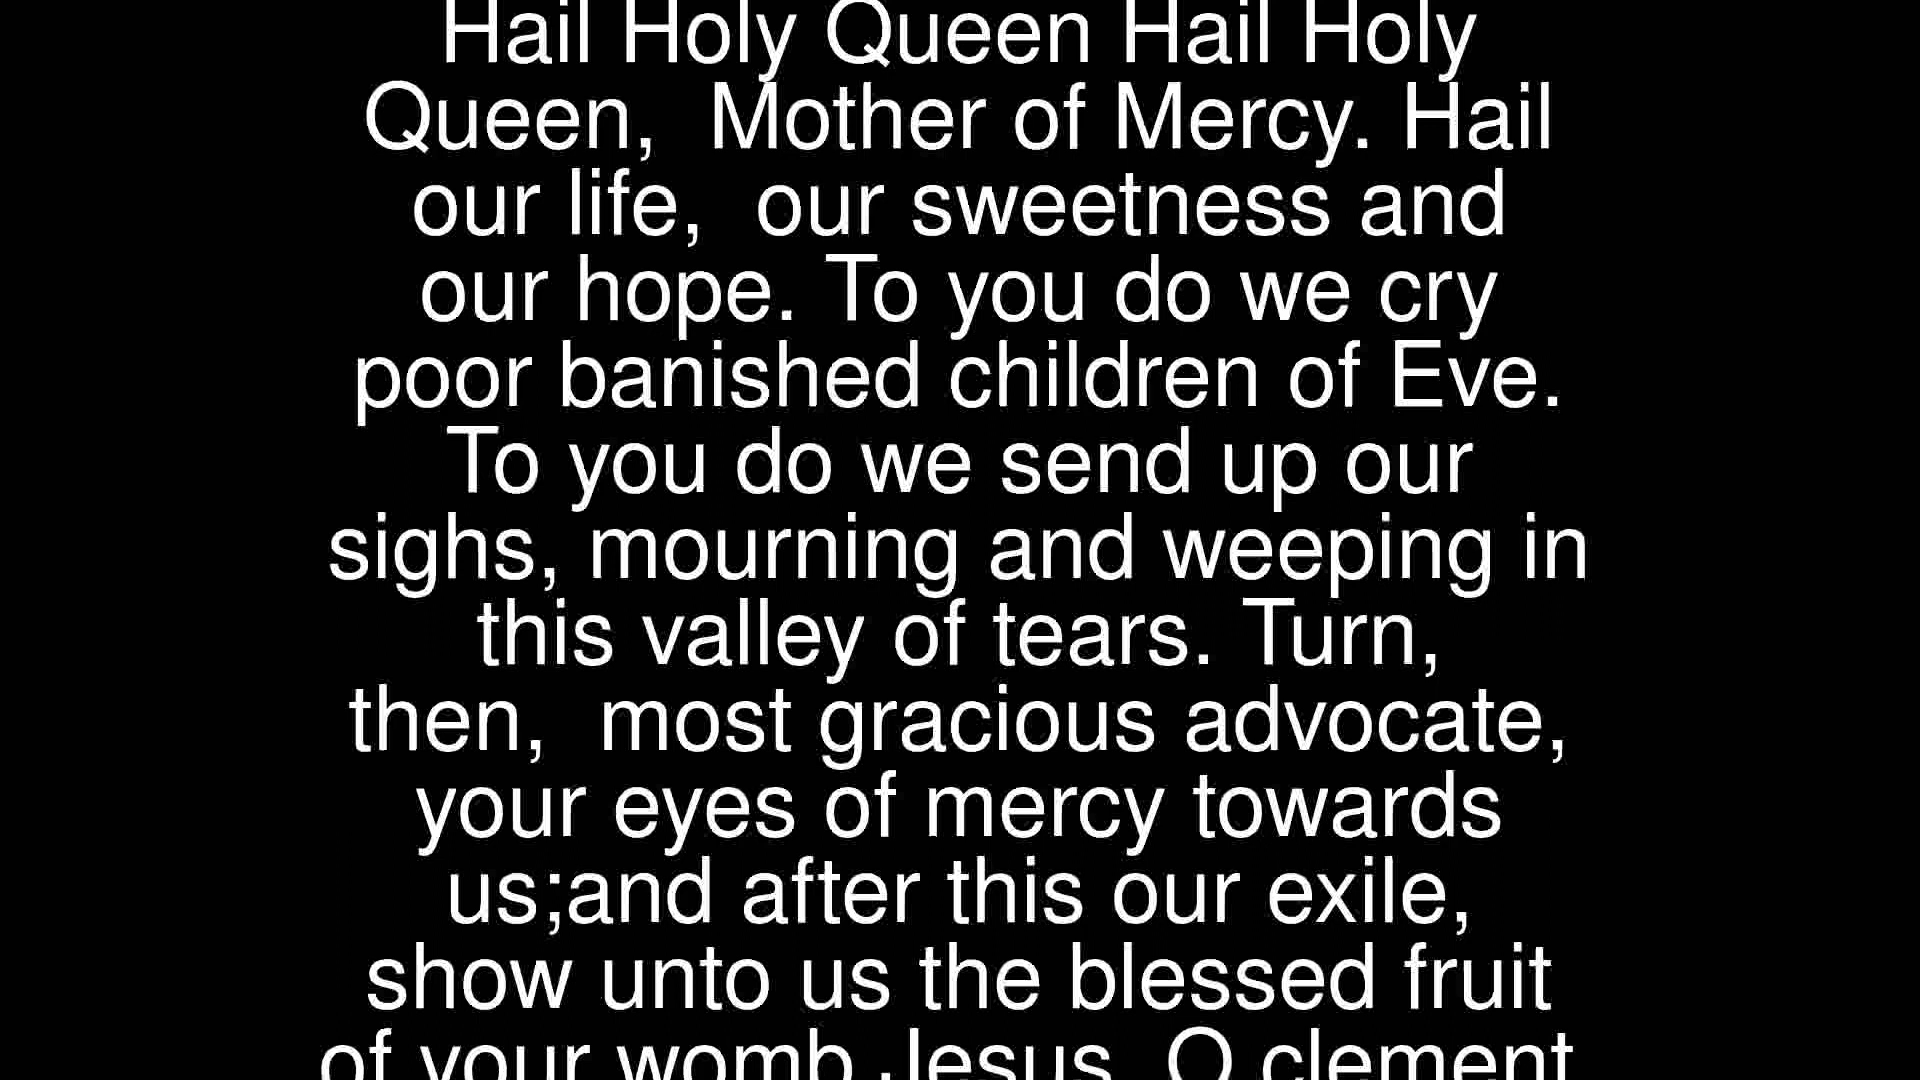 Hail Holy Queen Hail Holy
Queen,  Mother of Mercy. Hail
our life,  our sweetness and
our hope. To you do we cry
poor banished children of Eve.
To you do we send up our
sighs, mourning and weeping in
this valley of tears. Turn,
then,  most gracious advocate,
your eyes of mercy towards
us;and after this our exile,
show unto us the blessed fruit
of your womb,Jesus. O clement